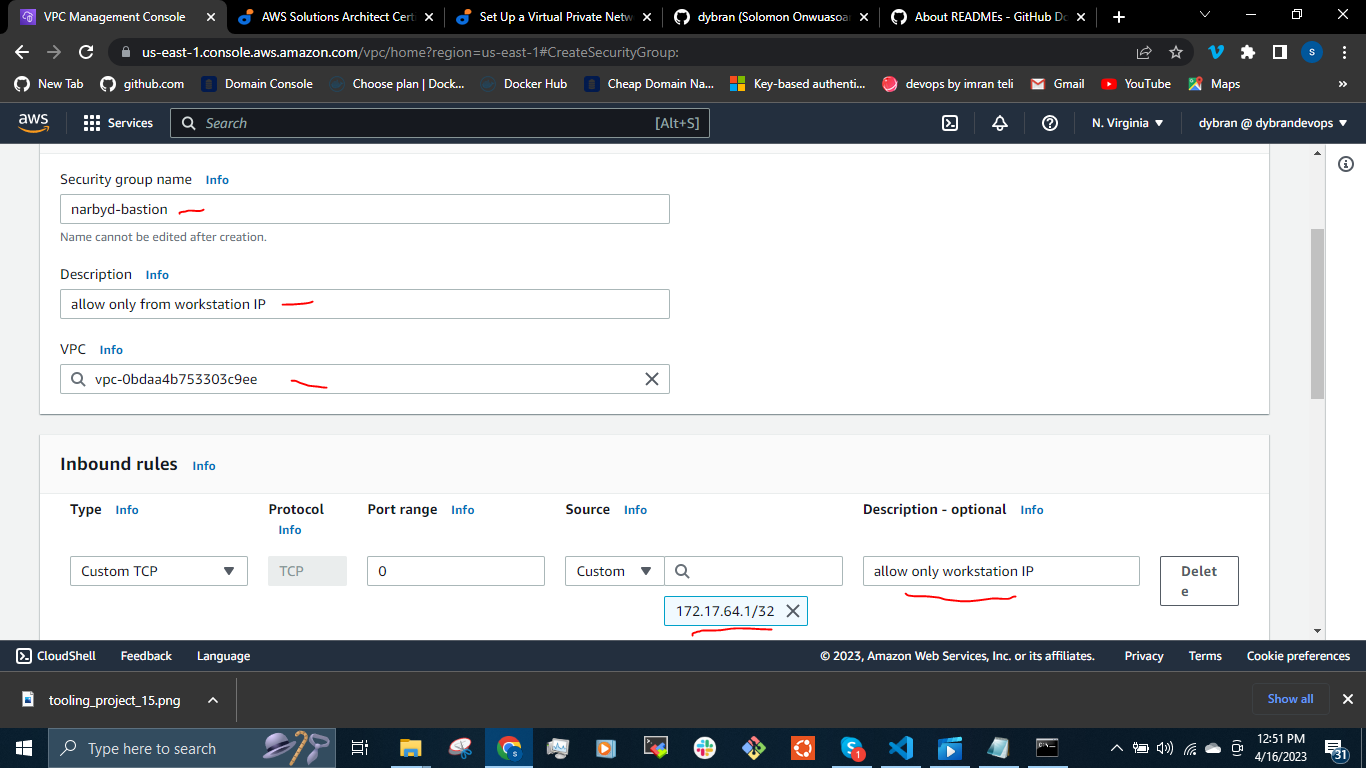 VPC Management Console
AWS Solutions Architect Cert
Set Up a Virtual Private Netw
dybran (Solomon Onwuasoa
About READMEs - GitHub Do
us-east-1.console.aws.amazon.com/vpc/home?region=us-east-1#CreateSecurityGroup:
s
New Tab
github.com
Domain Console
Choose plan | Dock...
Docker Hub
Cheap Domain Na...
Key-based authenti...
devops by imran teli
Gmail
YouTube
Maps
»
aws
Services
Search
[Alt+S]
N. Virginia
dybran @ dybrandevops
Security group name Info
narbyd-bastion
Name cannot be edited after creation.
Description Info
allow only from workstation IP
VPC Info
vpc-0bdaa4b753303c9ee
Inbound rules Info
Type Info
Protocol
Info
Port range Info
Source Info
Description - optional Info
Custom TCP
TCP
0
Custom
allow only workstation IP
Delet
e
172.17.64.1/32
CloudShell
Feedback
Language
© 2023, Amazon Web Services, Inc. or its affiliates.
Privacy
Terms
Cookie preferences
tooling_project_15.png
Show all
Type here to search
1
12:51 PM
4/16/2023
31